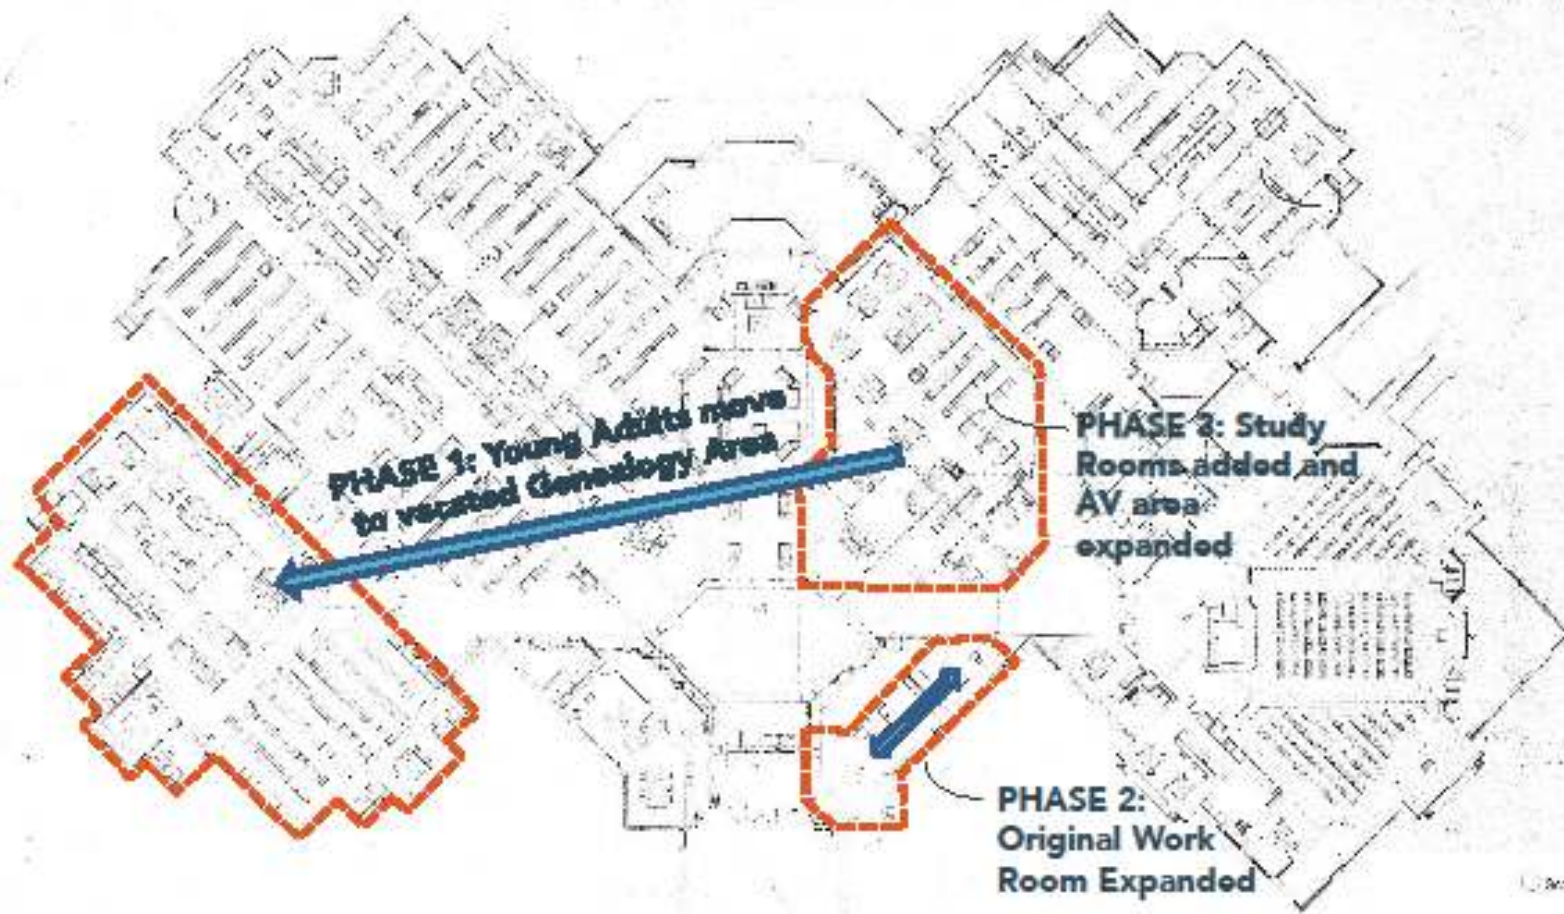 PHASE 1: Young Adults move
to vacated Genealogy Area
PHASE 3: Study
Rooms added and
AV area
expanded
PHASE 2:
Original Work
Room Expanded